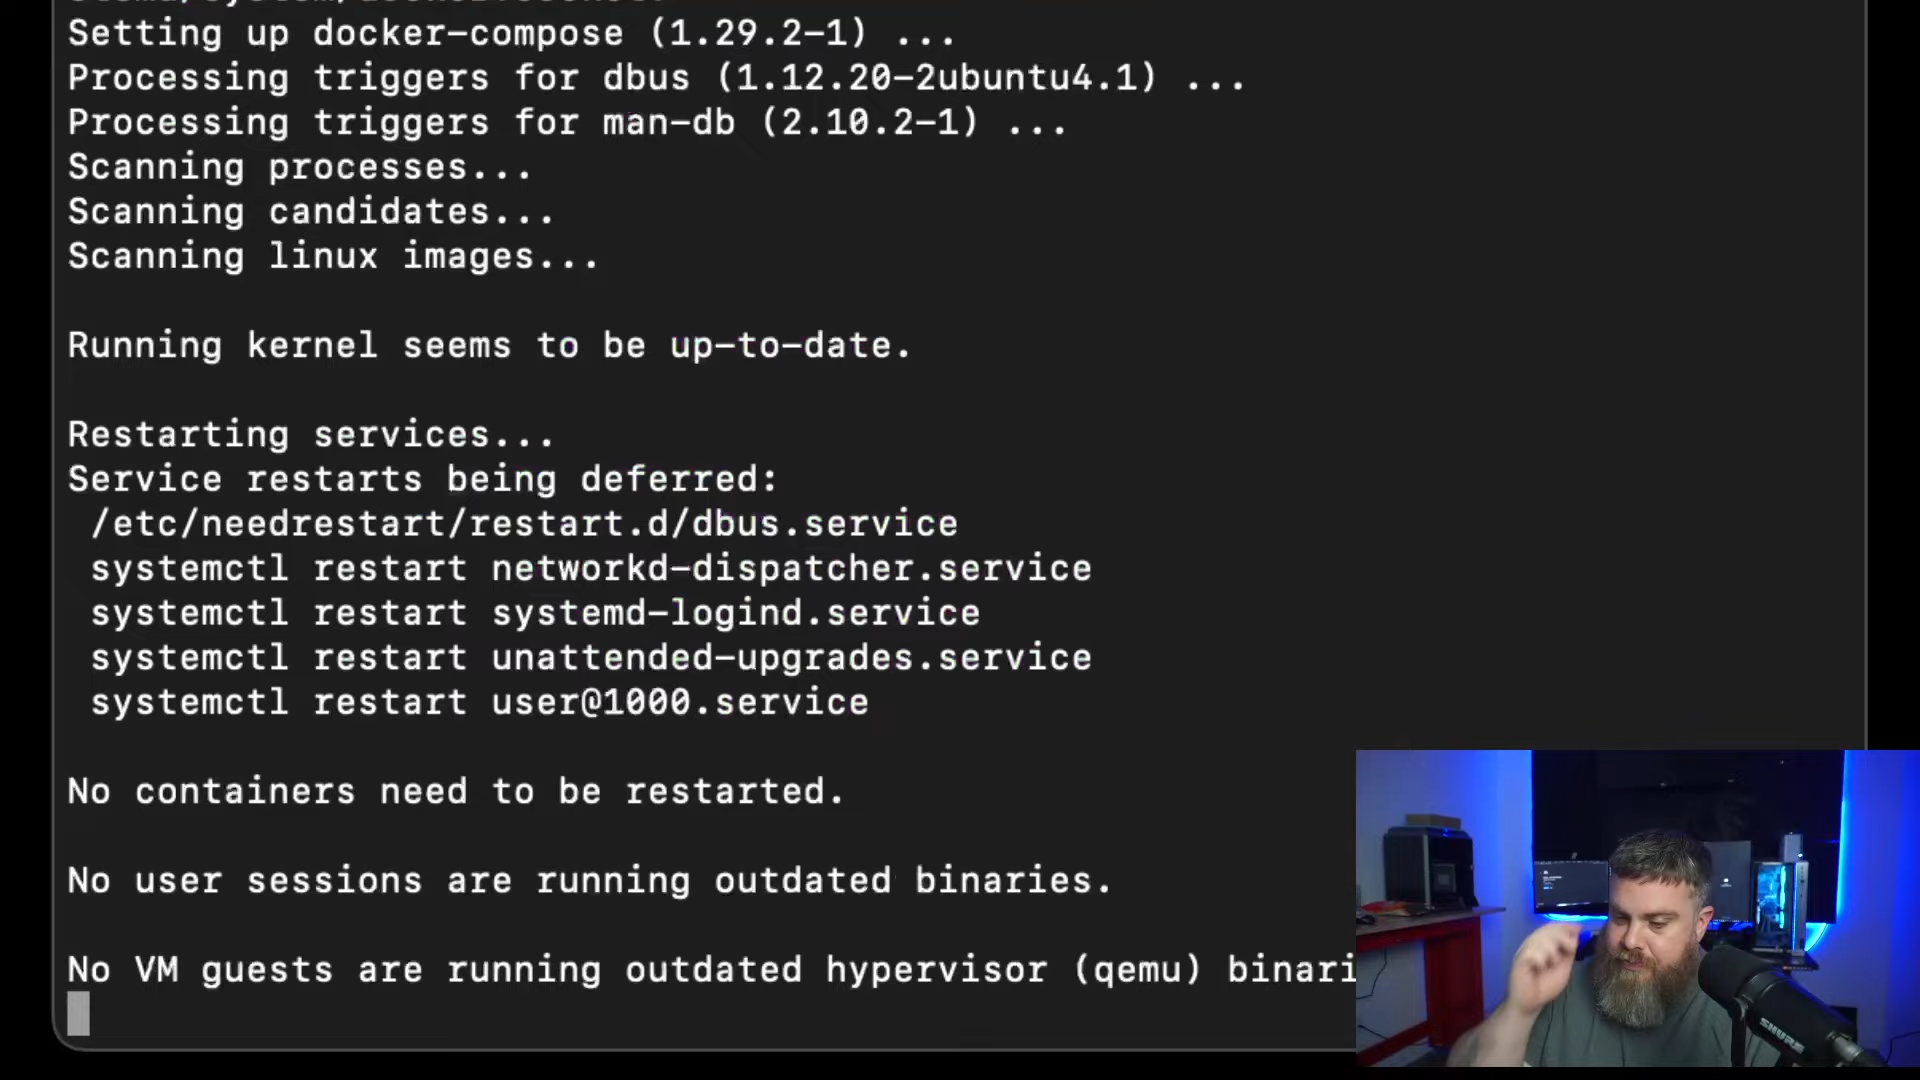 Setting up docker-compose (1.29.2-1) ...
Processing triggers for dbus (1.12.20-2ubuntu4.1) ...
Processing triggers for man-db (2.10.2-1) ...
Scanning processes...
Scanning candidates...
Scanning linux images...
Running kernel seems to be up-to-date.
Restarting services...
Service restarts being deferred:
/etc/needrestart/restart.d/dbus.service
systemctl restart networkd-dispatcher.service
systemctl restart systemd-logind.service
systemctl restart unattended-upgrades.service
systemctl restart user@1000.service
No containers need to be restarted.
No user sessions are running outdated binaries.
No VM guests are running outdated hypervisor (qemu) binari
SHURE